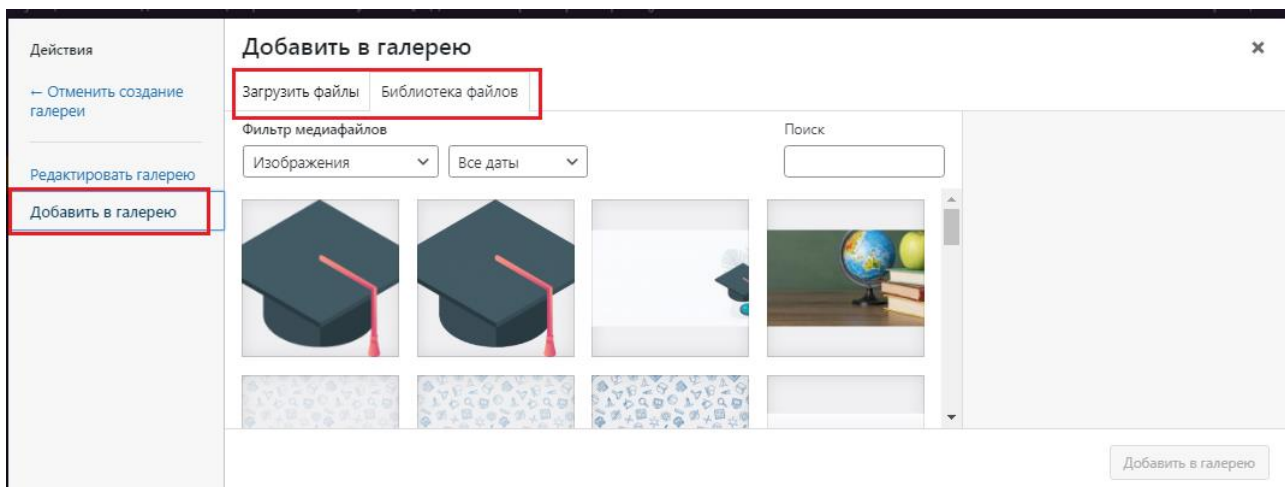 Действия
← Отменить создание
галереи
Редактировать галерею
Добавить в галерею
Добавить в галерею
×
Загрузить файлы
Библиотека файлов
Фильтр медиафайлов
Поиск
Изображения
Все даты
Добавить в галерею